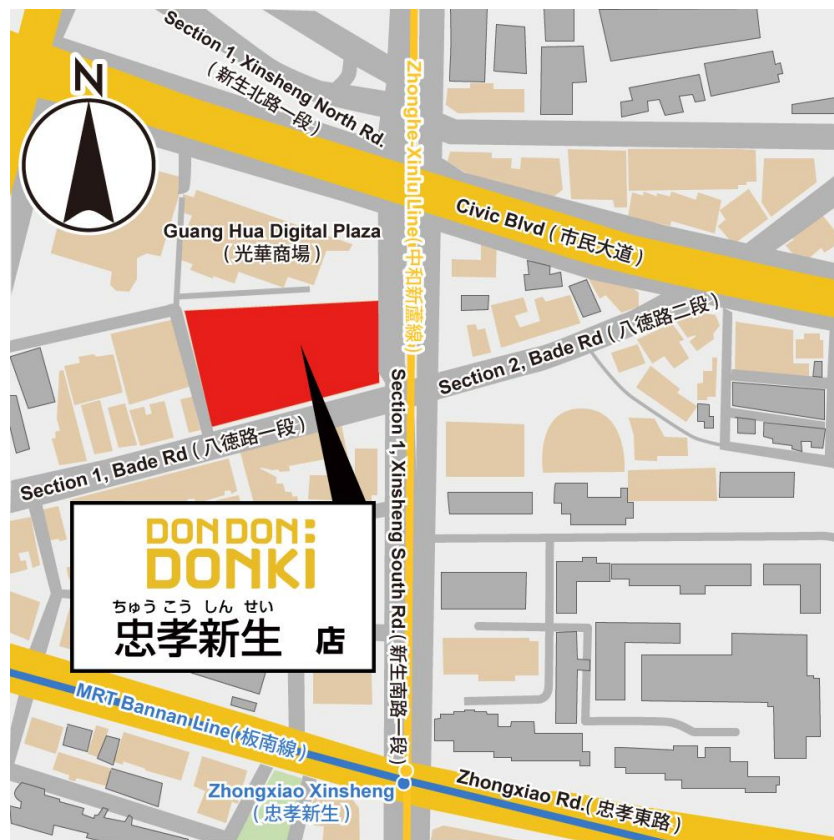 N
Section 1, Xinsheng North Rd.
(新生北路一段)
Zhonghe-Xinlu Line(中和新蘆線)
Civic Blvd (市民大道)
Guang Hua Digital Plaza
(光華商場)
Section 2, Bade Rd (八徳路二段)
Section 1, Bade Rd (八徳路一段)
Section 1, Xinsheng South Rd.(新生南路一段)
DON DON:
DONKi
ちゅう こう しん せい
忠孝新生 店
MRT Bannan Line(板南線)
Zhongxiao Xinsheng
(忠孝新生)
Zhongxiao Rd.(忠孝東路)